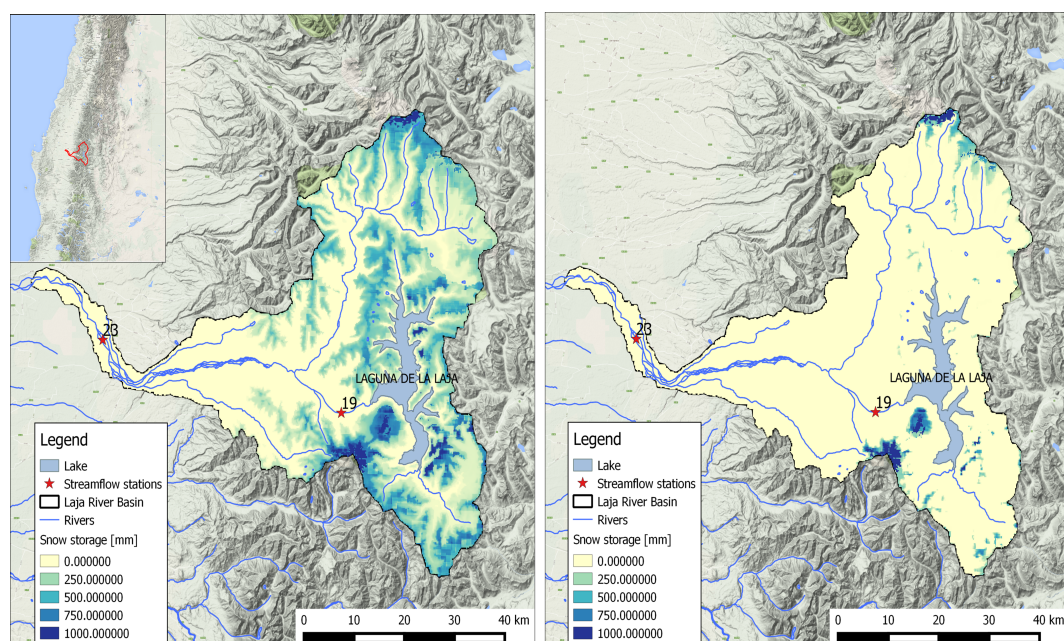 23
19
LAGUNA DE LA LAJA
Legend
Lake
Streamflow stations
Laja River Basin
Rivers
Snow storage [mm]
0.000000
250.000000
500.000000
750.000000
1000.000000
0 10 20 30 40 km
23
19
LAGUNA DE LA LAJA
Legend
Lake
Streamflow stations
Laja River Basin
Rivers
Snow storage [mm]
0.000000
250.000000
500.000000
750.000000
1000.000000
0 10 20 30 40 k